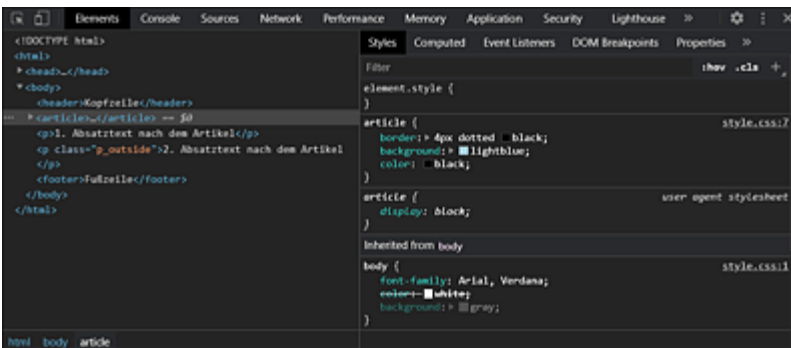 Elements Console Sources Network Performance Memory Application Security Lighthouse »
<!DOCTYPE html>
<html>
<head>…</head>
<body>
<header>Kopfzeile</header>
<article>…</article> == $0
<p>1. Absatztext nach dem Artikel</p>
<p class="p_outside">2. Absatztext nach dem Artikel
</p>
<footer>Fußzeile</footer>
</body>
</html>
html body article
Styles Computed Event Listeners DOM Breakpoints Properties »
Filter :hov .cls +
element.style {
}
article { style.css:7
border: 4px dotted black;
background: lightblue;
color: black;
}
article { user agent stylesheet
display: block;
}
Inherited from body
body { style.css:1
font-family: Arial, Verdana;
color: white;
background: gray;
}